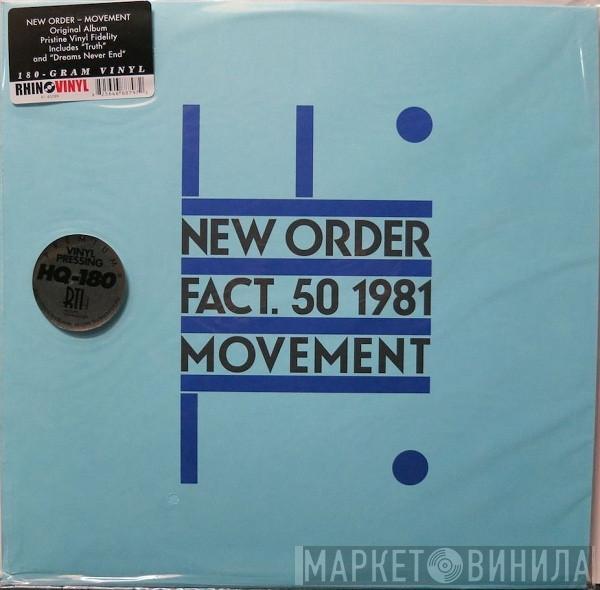 NEW ORDER – MOVEMENT
Original Album
Pristine Vinyl Fidelity
Includes "Truth"
and "Dreams Never End"
180-GRAM VINYL
RHINO VINYL
NEW ORDER
FACT. 50 1981
MOVEMENT
PREMIUM
VINYL
PRESSING
HQ-180
RTI
МАРКЕТ ВИНИЛА